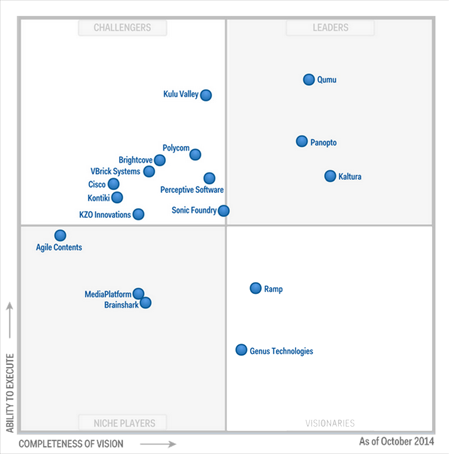 CHALLENGERS
LEADERS
Qumu
Kulu Valley
Panopto
Polycom
Brightcove
VBrick Systems
Kaltura
Cisco
Perceptive Software
Kontiki
Sonic Foundry
KZO Innovations
Agile Contents
Ramp
MediaPlatform
Brainshark
Genus Technologies
ABILITY TO EXECUTE
NICHE PLAYERS
VISIONARIES
COMPLETENESS OF VISION
As of October 2014